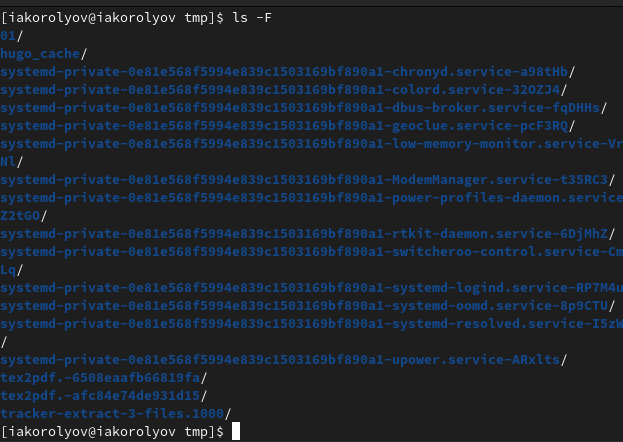 [iakorolyov@iakorolyov tmp]$ ls -F
01/
hugo_cache/
systemd-private-0e81e568f5994e839c1503169bf890a1-chronyd.service-a98tHb/
systemd-private-0e81e568f5994e839c1503169bf890a1-colord.service-32OZJ4/
systemd-private-0e81e568f5994e839c1503169bf890a1-dbus-broker.service-fqDHHs/
systemd-private-0e81e568f5994e839c1503169bf890a1-geoclue.service-pcF3RQ/
systemd-private-0e81e568f5994e839c1503169bf890a1-low-memory-monitor.service-Vr
Nl/
systemd-private-0e81e568f5994e839c1503169bf890a1-ModemManager.service-t35RC3/
systemd-private-0e81e568f5994e839c1503169bf890a1-power-profiles-daemon.service
Z2tGO/
systemd-private-0e81e568f5994e839c1503169bf890a1-rtkit-daemon.service-6DjMhZ/
systemd-private-0e81e568f5994e839c1503169bf890a1-switcheroo-control.service-Cm
Lq/
systemd-private-0e81e568f5994e839c1503169bf890a1-systemd-logind.service-RP7M4u
systemd-private-0e81e568f5994e839c1503169bf890a1-systemd-oomd.service-8p9CTU/
systemd-private-0e81e568f5994e839c1503169bf890a1-systemd-resolved.service-I5zW
/
systemd-private-0e81e568f5994e839c1503169bf890a1-upower.service-ARxlts/
tex2pdf.-6508eaafb66819fa/
tex2pdf.-afc84e74de931d15/
tracker-extract-3-files.1000/
[iakorolyov@iakorolyov tmp]$